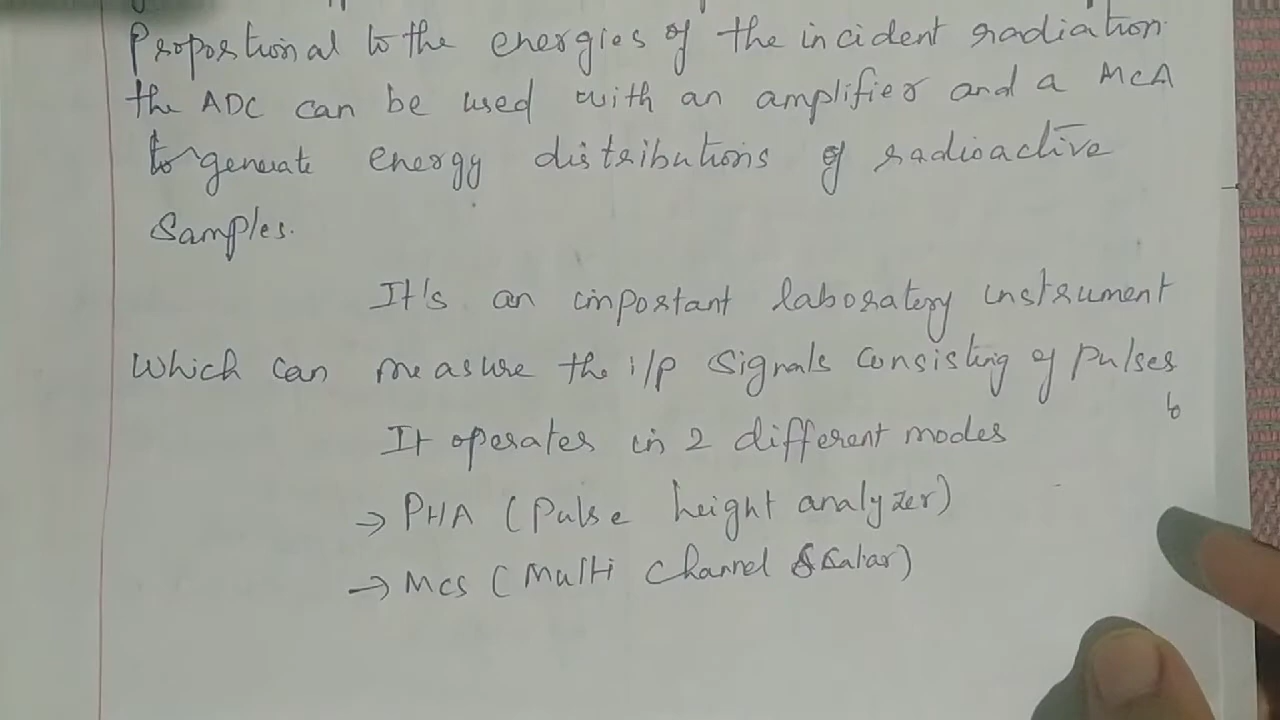 Proportional to the energies of the incident radiation
the ADC can be used with an amplifier and a MCA
to generate energy distributions of radioactive
Samples.
It's an important laboratory instrument
Which can measure the i/p signals consisting of pulses
It operates in 2 different modes
→ PHA (Pulse height analyzer)
→ MCS (Multi Channel Scalar)